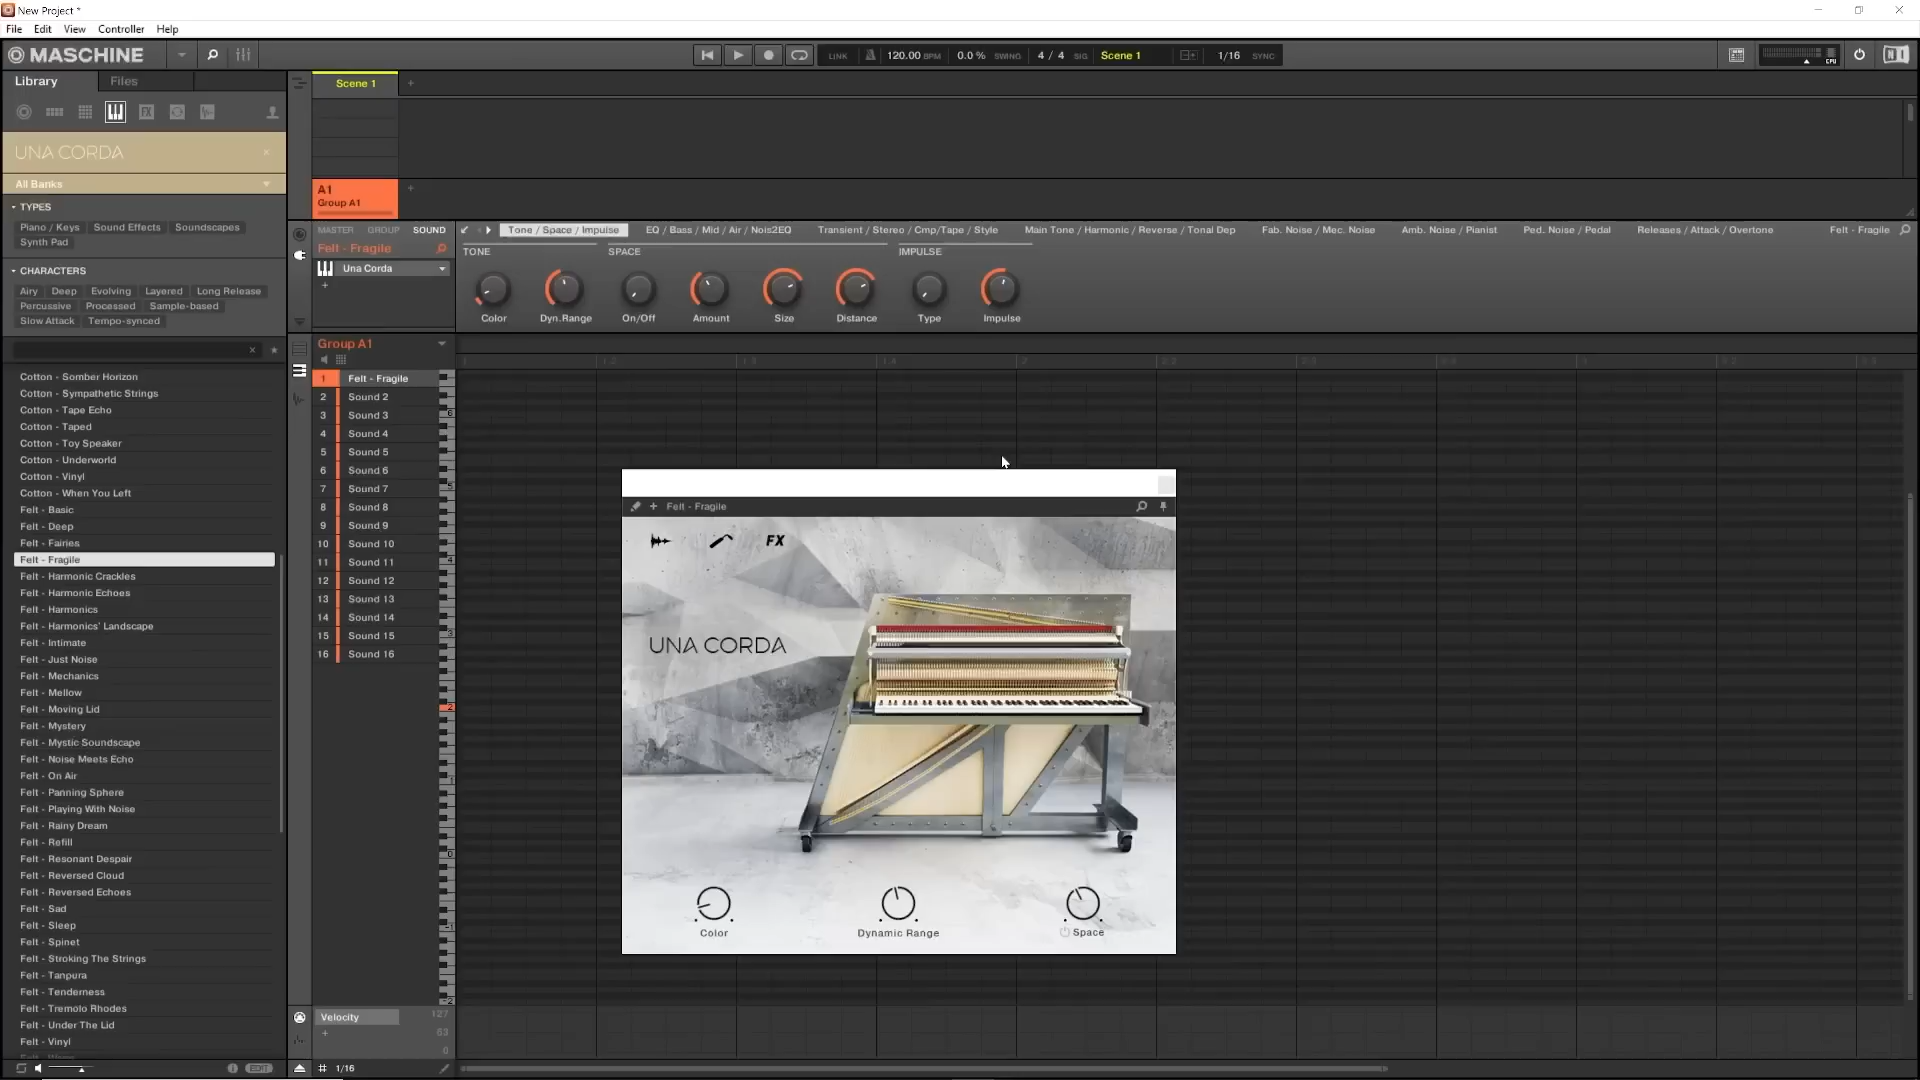 New Project *
File Edit View Controller Help
MASCHINE
LINK 120.00 BPM 0.0 % SWING 4 / 4 SIG Scene 1 1/16 SYNC
CPU
Library Files
Scene 1 +
UNA CORDA
All Banks
A1 +
Group A1
TYPES
Piano / Keys Sound Effects Soundscapes
Synth Pad
CHARACTERS
Airy Deep Evolving Layered Long Release
Percussive Processed Sample-based
Slow Attack Tempo-synced
MASTER GROUP SOUND
Felt - Fragile
Una Corda
+
Tone / Space / Impulse EQ / Bass / Mid / Air / Nois2EQ Transient / Stereo / Cmp/Tape / Style Main Tone / Harmonic / Reverse / Tonal Dep Fab. Noise / Mec. Noise Amb. Noise / Pianist Ped. Noise / Pedal Releases / Attack / Overtone Felt - Fragile
TONE SPACE IMPULSE
Color Dyn.Range On/Off Amount Size Distance Type Impulse
Cotton - Somber Horizon
Cotton - Sympathetic Strings
Cotton - Tape Echo
Cotton - Taped
Cotton - Toy Speaker
Cotton - Underworld
Cotton - Vinyl
Cotton - When You Left
Felt - Basic
Felt - Deep
Felt - Fairies
Felt - Fragile
Felt - Harmonic Crackles
Felt - Harmonic Echoes
Felt - Harmonics
Felt - Harmonics' Landscape
Felt - Intimate
Felt - Just Noise
Felt - Mechanics
Felt - Mellow
Felt - Moving Lid
Felt - Mystery
Felt - Mystic Soundscape
Felt - Noise Meets Echo
Felt - On Air
Felt - Panning Sphere
Felt - Playing With Noise
Felt - Rainy Dream
Felt - Refill
Felt - Resonant Despair
Felt - Reversed Cloud
Felt - Reversed Echoes
Felt - Sad
Felt - Sleep
Felt - Spinet
Felt - Stroking The Strings
Felt - Tanpura
Felt - Tenderness
Felt - Tremolo Rhodes
Felt - Under The Lid
Felt - Vinyl
EDIT
Group A1
1 Felt - Fragile
2 Sound 2
3 Sound 3
4 Sound 4
5 Sound 5
6 Sound 6
7 Sound 7
8 Sound 8
9 Sound 9
10 Sound 10
11 Sound 11
12 Sound 12
13 Sound 13
14 Sound 14
15 Sound 15
16 Sound 16
Velocity 127
+ 63
0
1/16
+ Felt - Fragile
FX
UNA CORDA
Color Dynamic Range Space